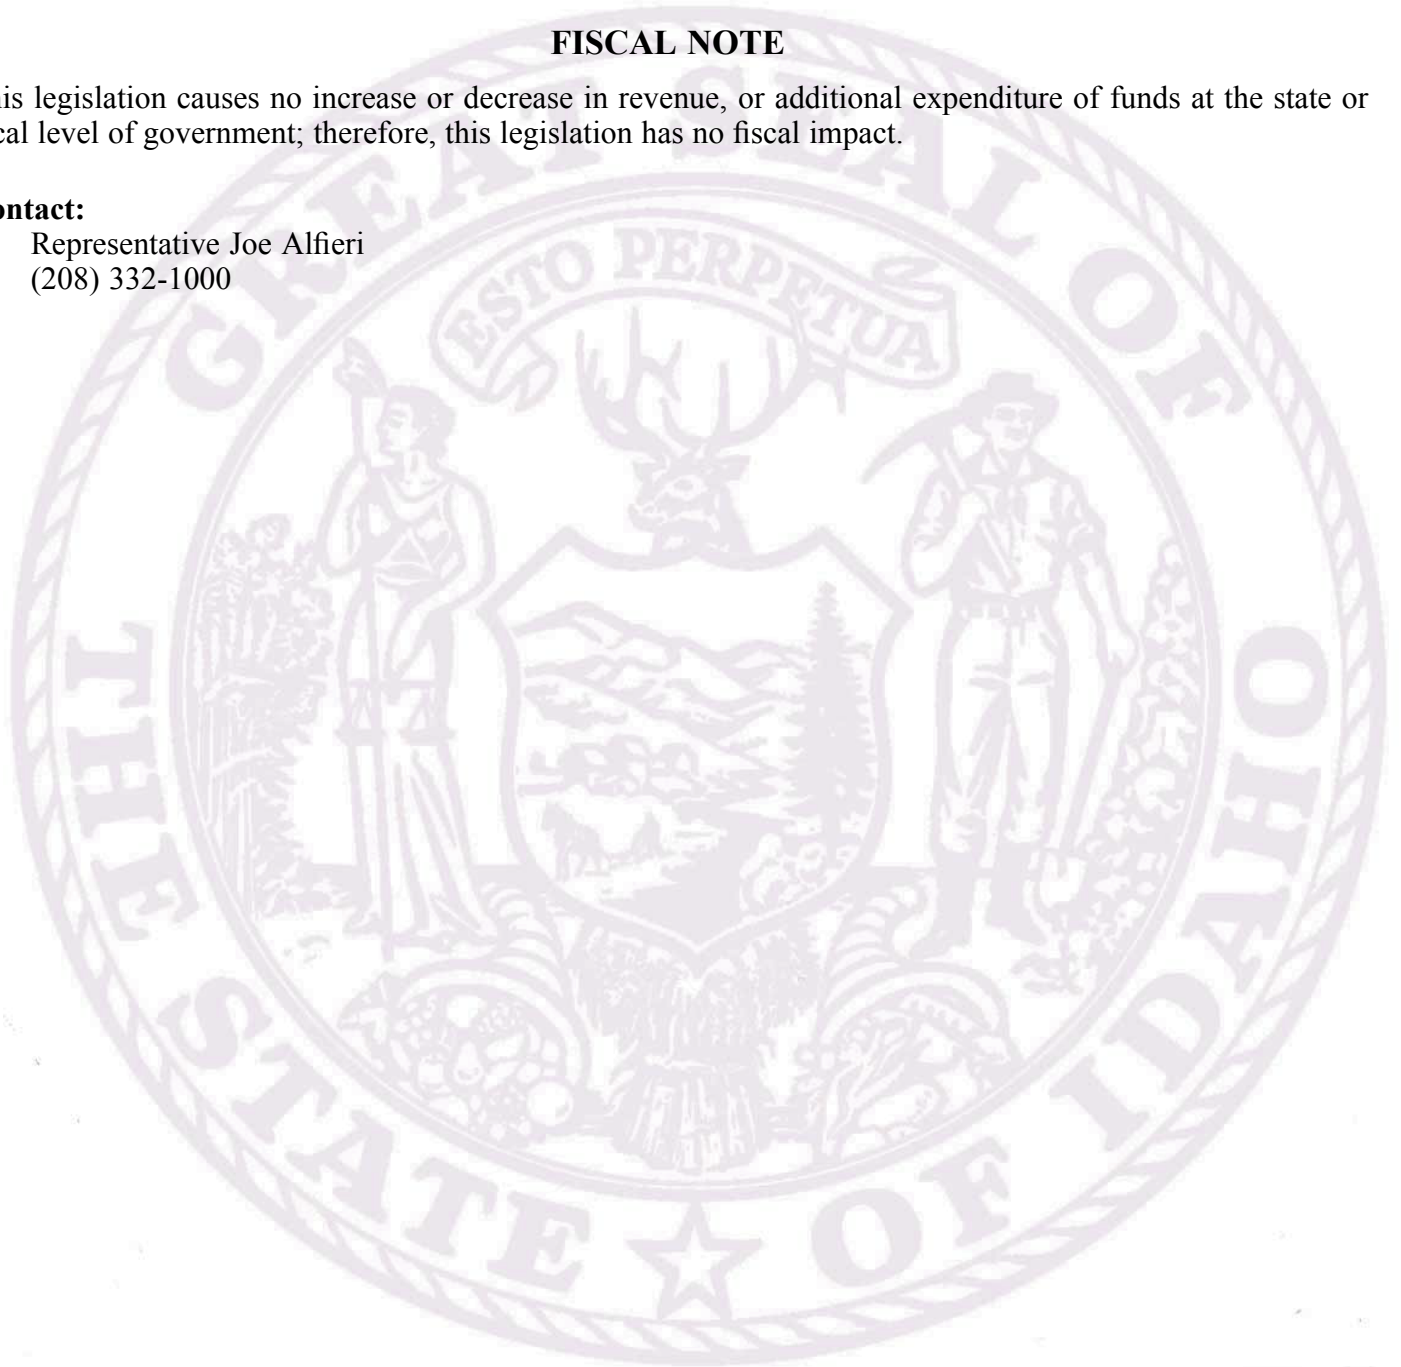 FISCAL NOTE
his legislation causes no increase or decrease in revenue, or additional expenditure of funds at the state or
cal level of government; therefore, this legislation has no fiscal impact.
ontact:
Representative Joe Alfieri
(208) 332-1000
GREAT SEAL OF
ESTO PERPETUA
THE STATE OF IDAHO